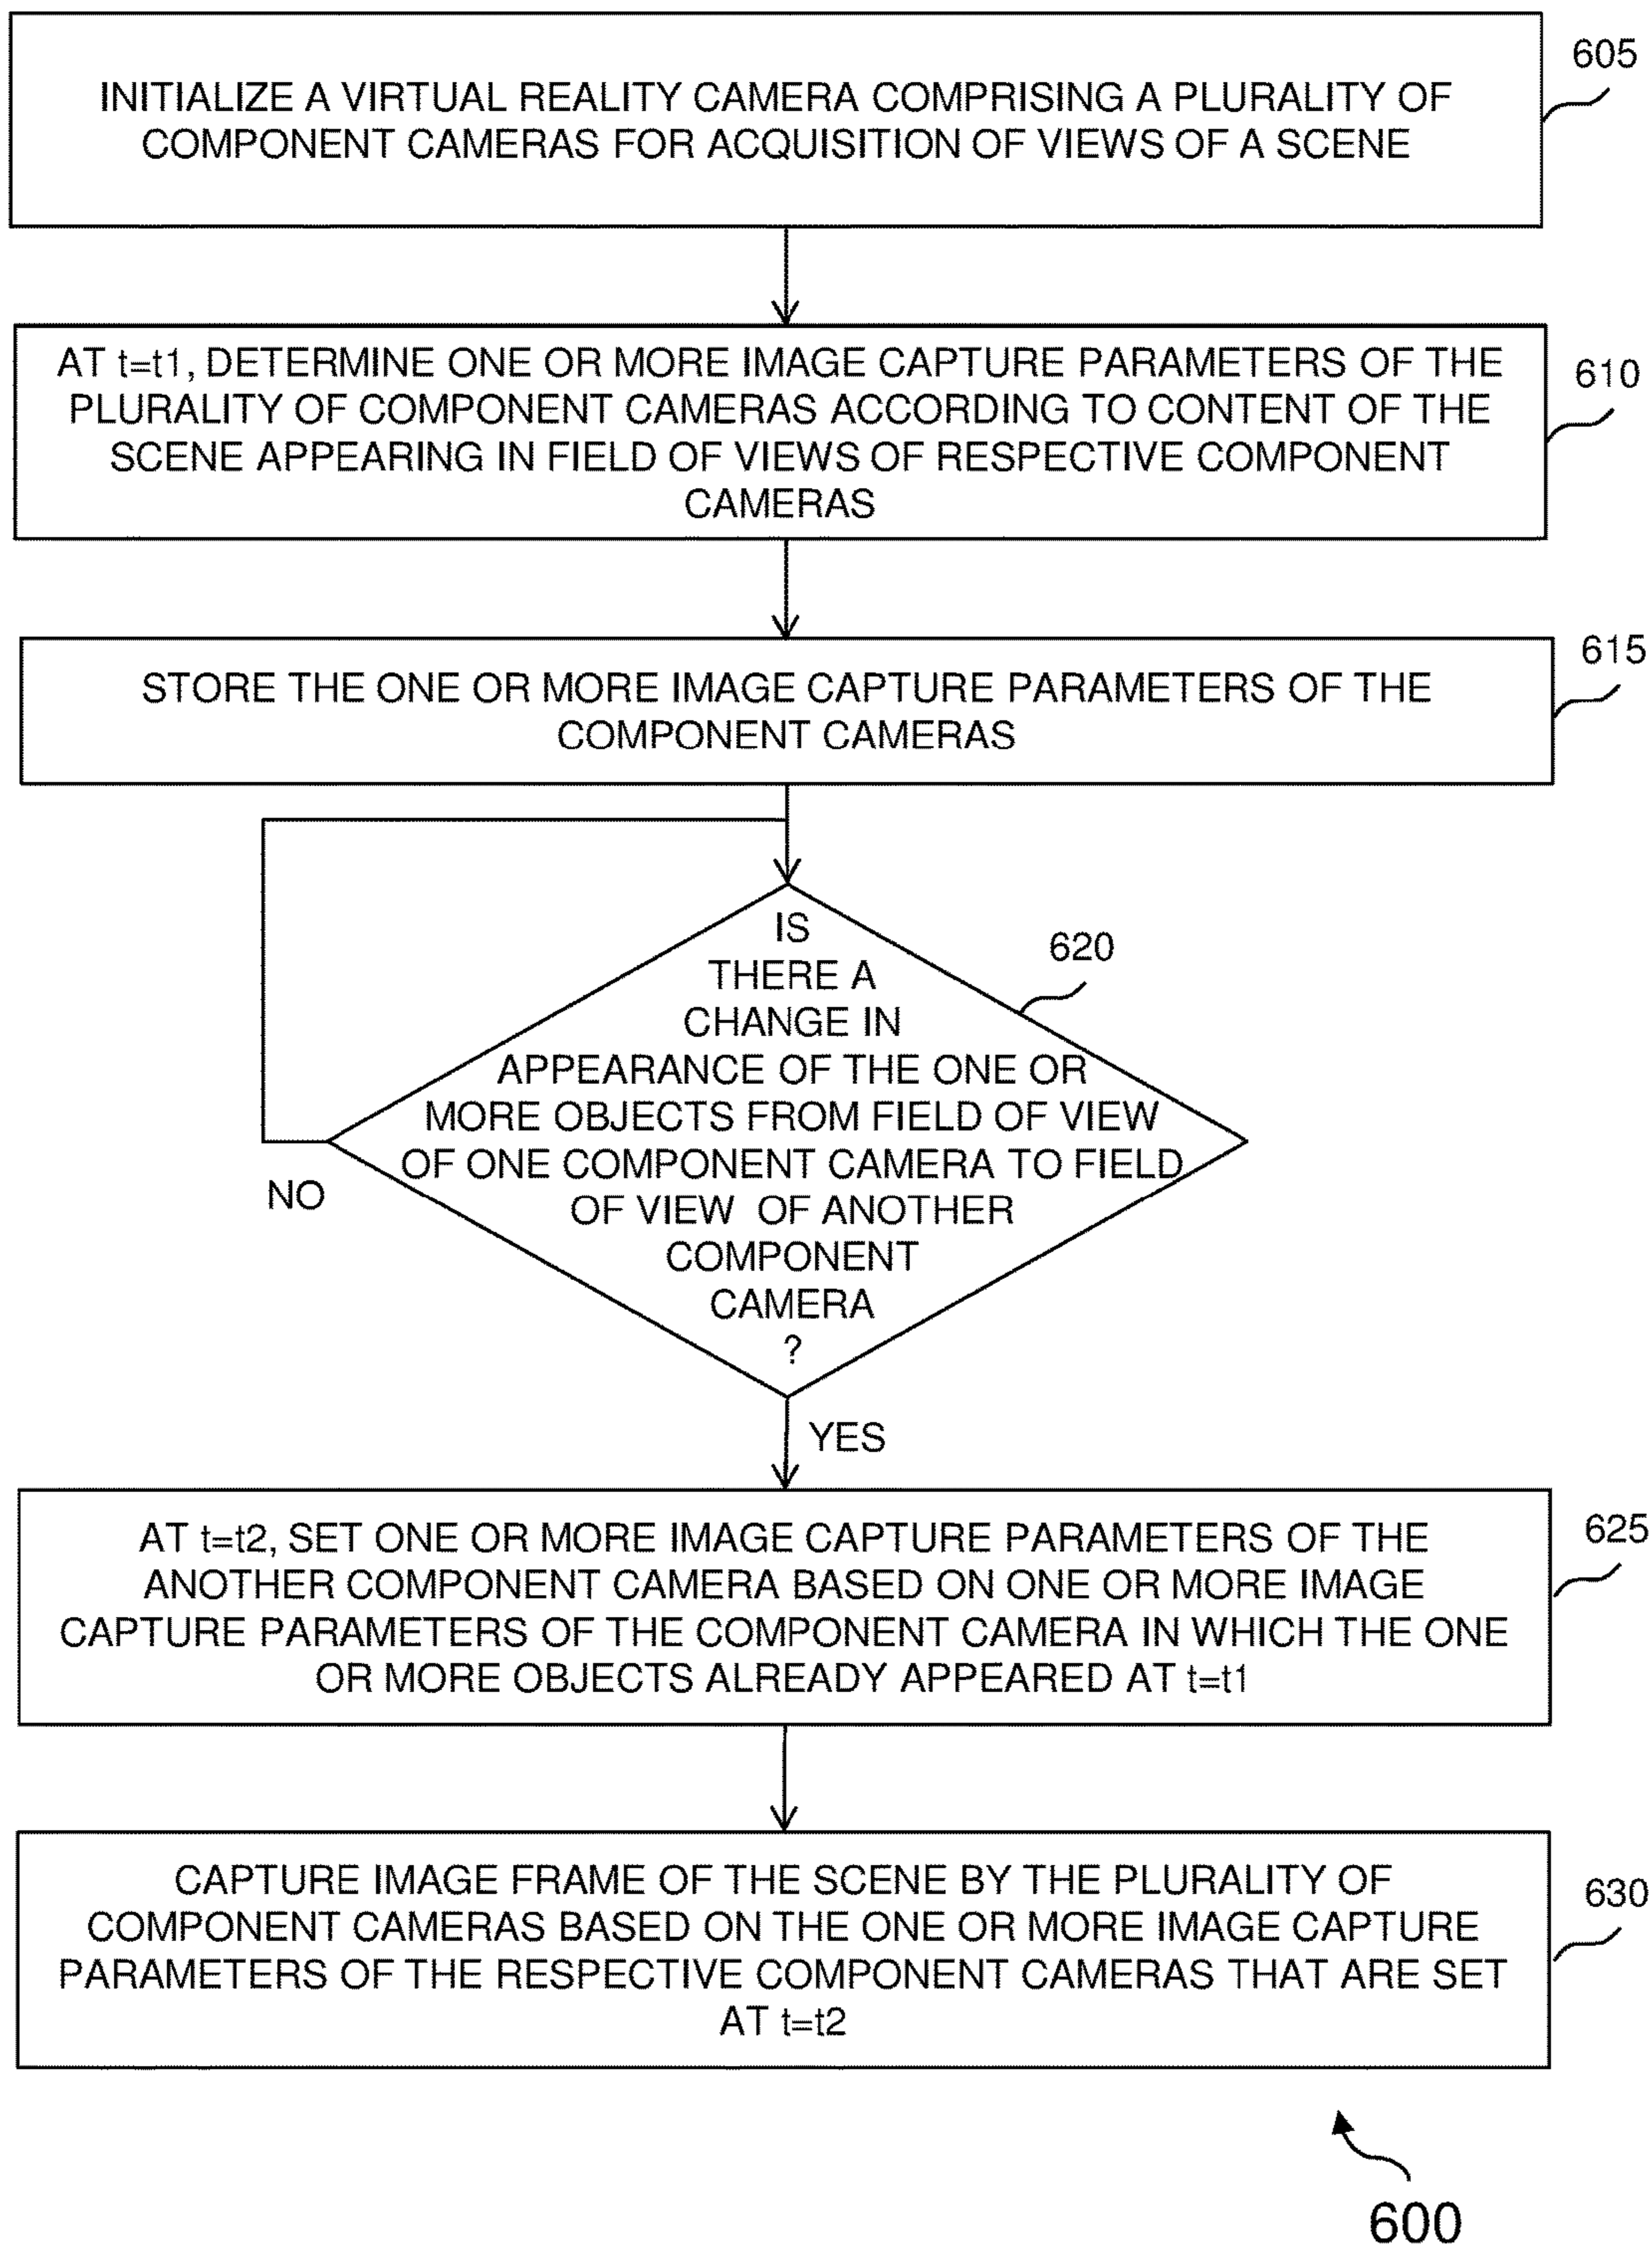 605
INITIALIZE A VIRTUAL REALITY CAMERA COMPRISING A PLURALITY OF
COMPONENT CAMERAS FOR ACQUISITION OF VIEWS OF A SCENE
610
AT t=t1, DETERMINE ONE OR MORE IMAGE CAPTURE PARAMETERS OF THE
PLURALITY OF COMPONENT CAMERAS ACCORDING TO CONTENT OF THE
SCENE APPEARING IN FIELD OF VIEWS OF RESPECTIVE COMPONENT
CAMERAS
615
STORE THE ONE OR MORE IMAGE CAPTURE PARAMETERS OF THE
COMPONENT CAMERAS
620
IS
THERE A
CHANGE IN
APPEARANCE OF THE ONE OR
MORE OBJECTS FROM FIELD OF VIEW
OF ONE COMPONENT CAMERA TO FIELD
OF VIEW OF ANOTHER
COMPONENT
CAMERA
?
NO
YES
625
AT t=t2, SET ONE OR MORE IMAGE CAPTURE PARAMETERS OF THE
ANOTHER COMPONENT CAMERA BASED ON ONE OR MORE IMAGE
CAPTURE PARAMETERS OF THE COMPONENT CAMERA IN WHICH THE ONE
OR MORE OBJECTS ALREADY APPEARED AT t=t1
630
CAPTURE IMAGE FRAME OF THE SCENE BY THE PLURALITY OF
COMPONENT CAMERAS BASED ON THE ONE OR MORE IMAGE CAPTURE
PARAMETERS OF THE RESPECTIVE COMPONENT CAMERAS THAT ARE SET
AT t=t2
600